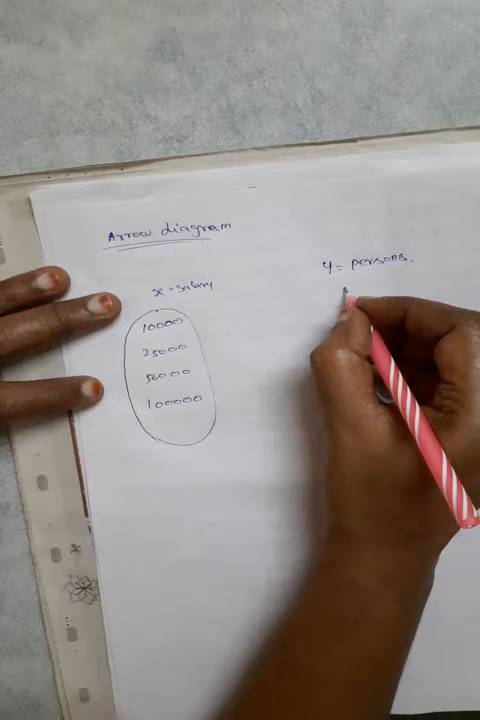 Arrow diagram
x = salary
10000
25000
50000
100000
y = persons.